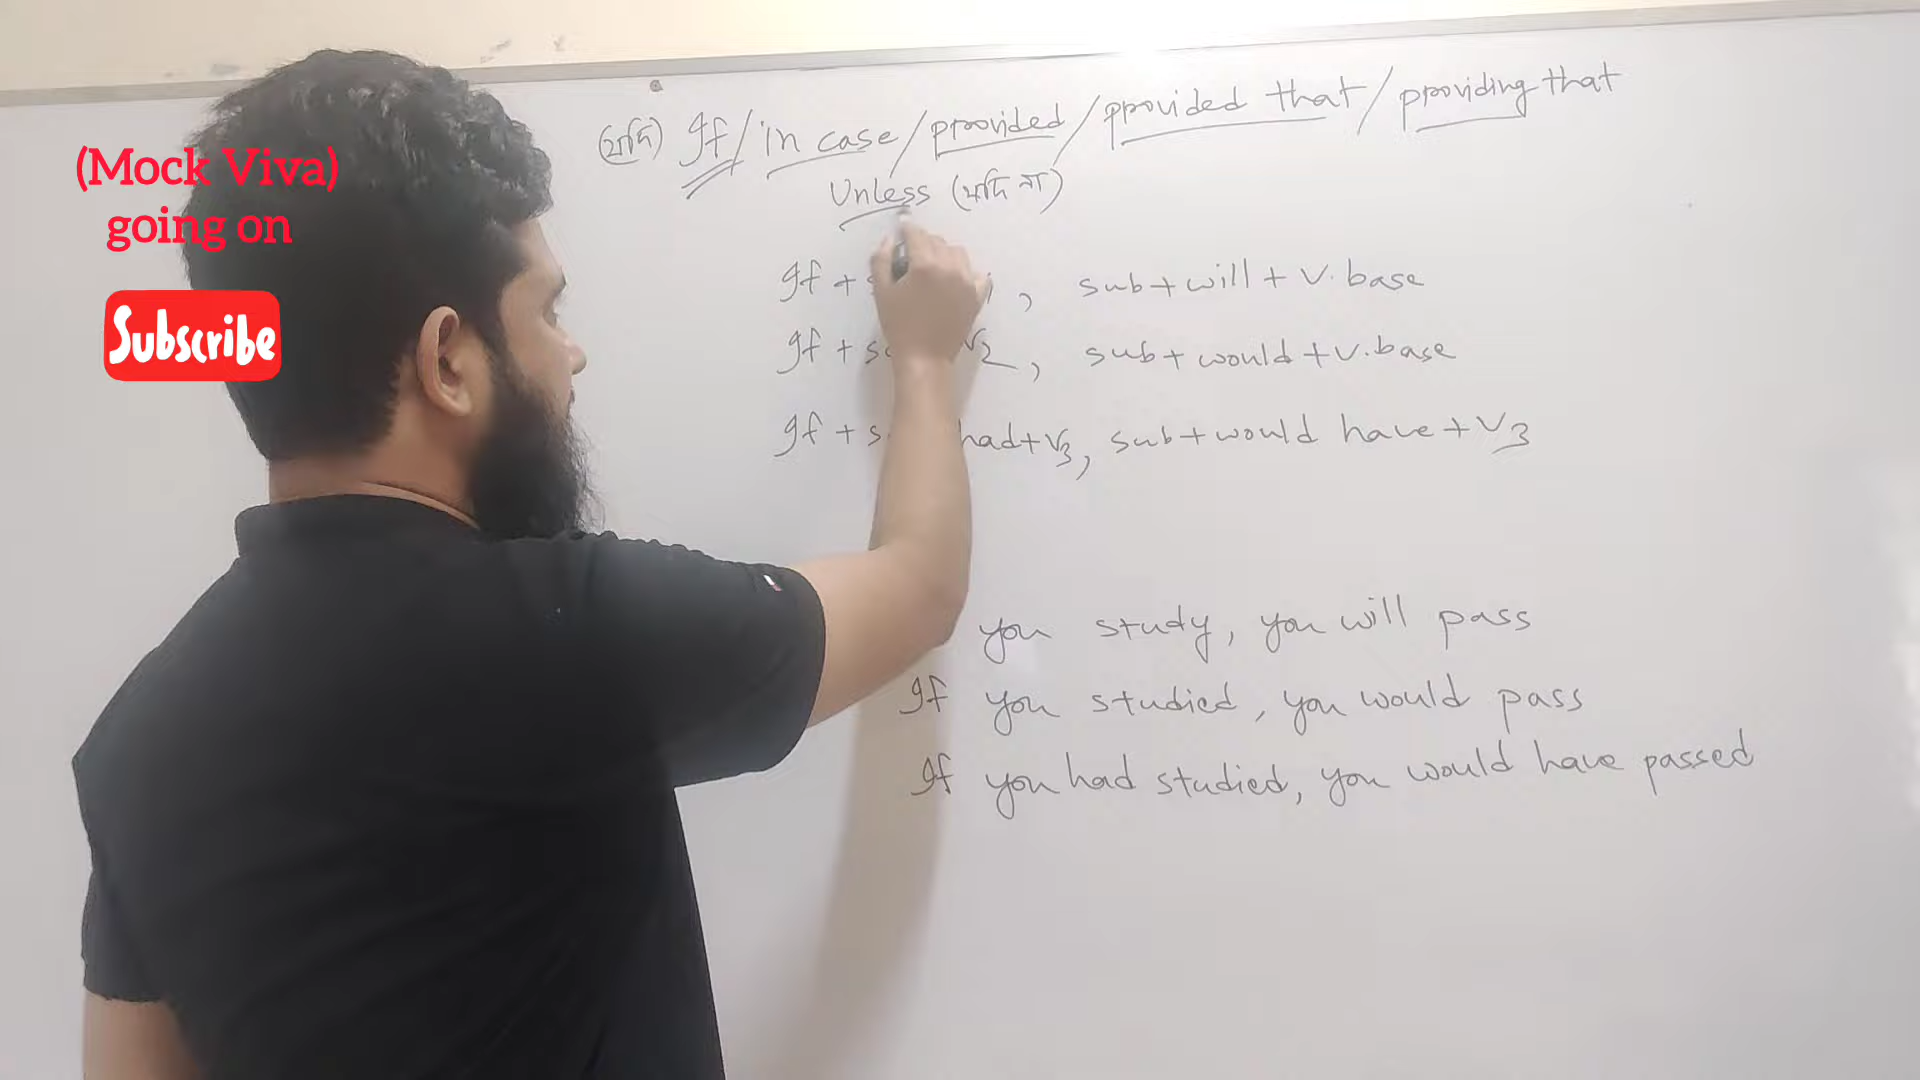 (Mock Viva)
going on
Subscribe
(যদি) If/in case/provided/provided that/providing that
Unless (যদি না)
If + , sub+will+v.base
If + V2, sub+would+v.base
If + had+V3, sub+would have+V3
you study, you will pass
If you studied, you would pass
If you had studied, you would have passed